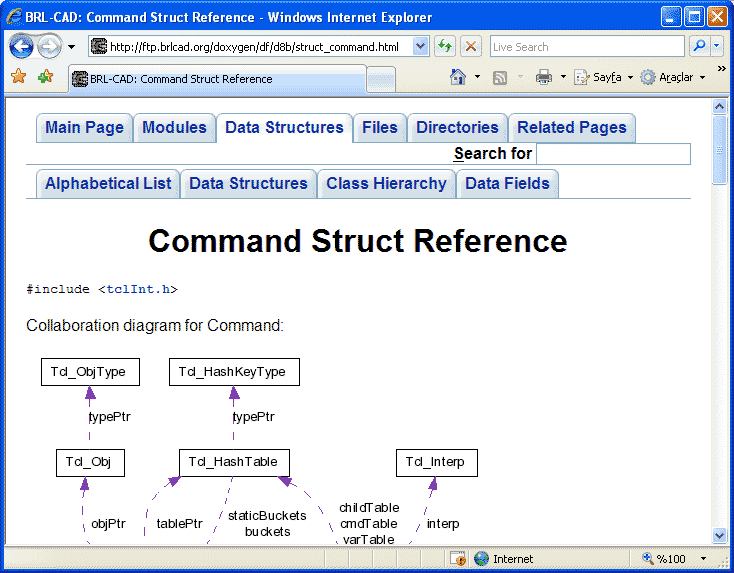 BRL-CAD: Command Struct Reference - Windows Internet Explorer
http://ftp.brlcad.org/doxygen/df/d8b/struct_command.html
Live Search
BRL-CAD: Command Struct Reference
Sayfa
Araçlar
»
Main Page
Modules
Data Structures
Files
Directories
Related Pages
Search for
Alphabetical List
Data Structures
Class Hierarchy
Data Fields
Command Struct Reference
#include <tclInt.h>
Collaboration diagram for Command:
Tcl_ObjType
Tcl_HashKeyType
typePtr
typePtr
Tcl_Obj
Tcl_HashTable
Tcl_Interp
objPtr
tablePtr
staticBuckets
buckets
childTable
cmdTable
varTable
interp
Internet
%100